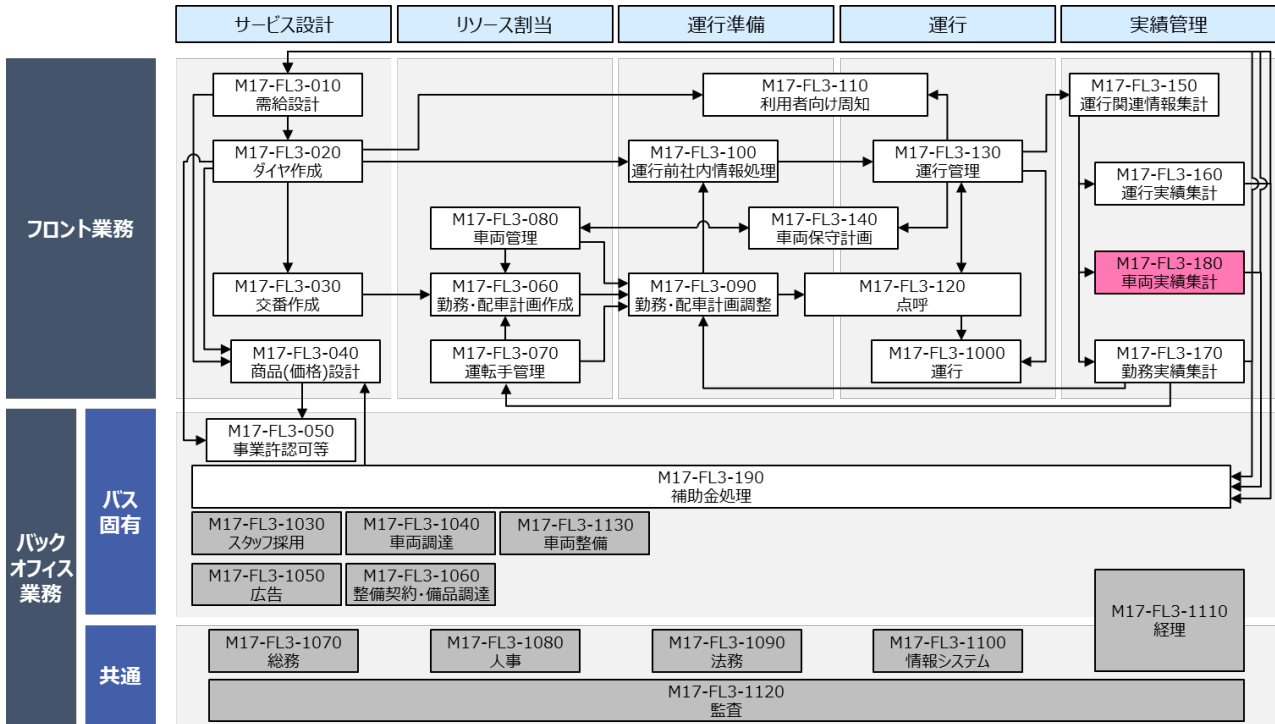 サービス設計
リソース割当
運行準備
運行
実績管理
フロント業務
M17-FL3-010
需給設計
M17-FL3-110
利用者向け周知
M17-FL3-150
運行関連情報集計
M17-FL3-020
ダイヤ作成
M17-FL3-100
運行前社内情報処理
M17-FL3-130
運行管理
M17-FL3-160
運行実績集計
M17-FL3-080
車両管理
M17-FL3-140
車両保守計画
M17-FL3-180
車両実績集計
M17-FL3-030
交番作成
M17-FL3-060
勤務・配車計画作成
M17-FL3-090
勤務・配車計画調整
M17-FL3-120
点呼
M17-FL3-040
商品(価格)設計
M17-FL3-070
運転手管理
M17-FL3-1000
運行
M17-FL3-170
勤務実績集計
バック
オフィス
業務
バス
固有
M17-FL3-050
事業許認可等
M17-FL3-190
補助金処理
M17-FL3-1030
スタッフ採用
M17-FL3-1040
車両調達
M17-FL3-1130
車両整備
M17-FL3-1050
広告
M17-FL3-1060
整備契約・備品調達
M17-FL3-1110
経理
共通
M17-FL3-1070
総務
M17-FL3-1080
人事
M17-FL3-1090
法務
M17-FL3-1100
情報システム
M17-FL3-1120
監査